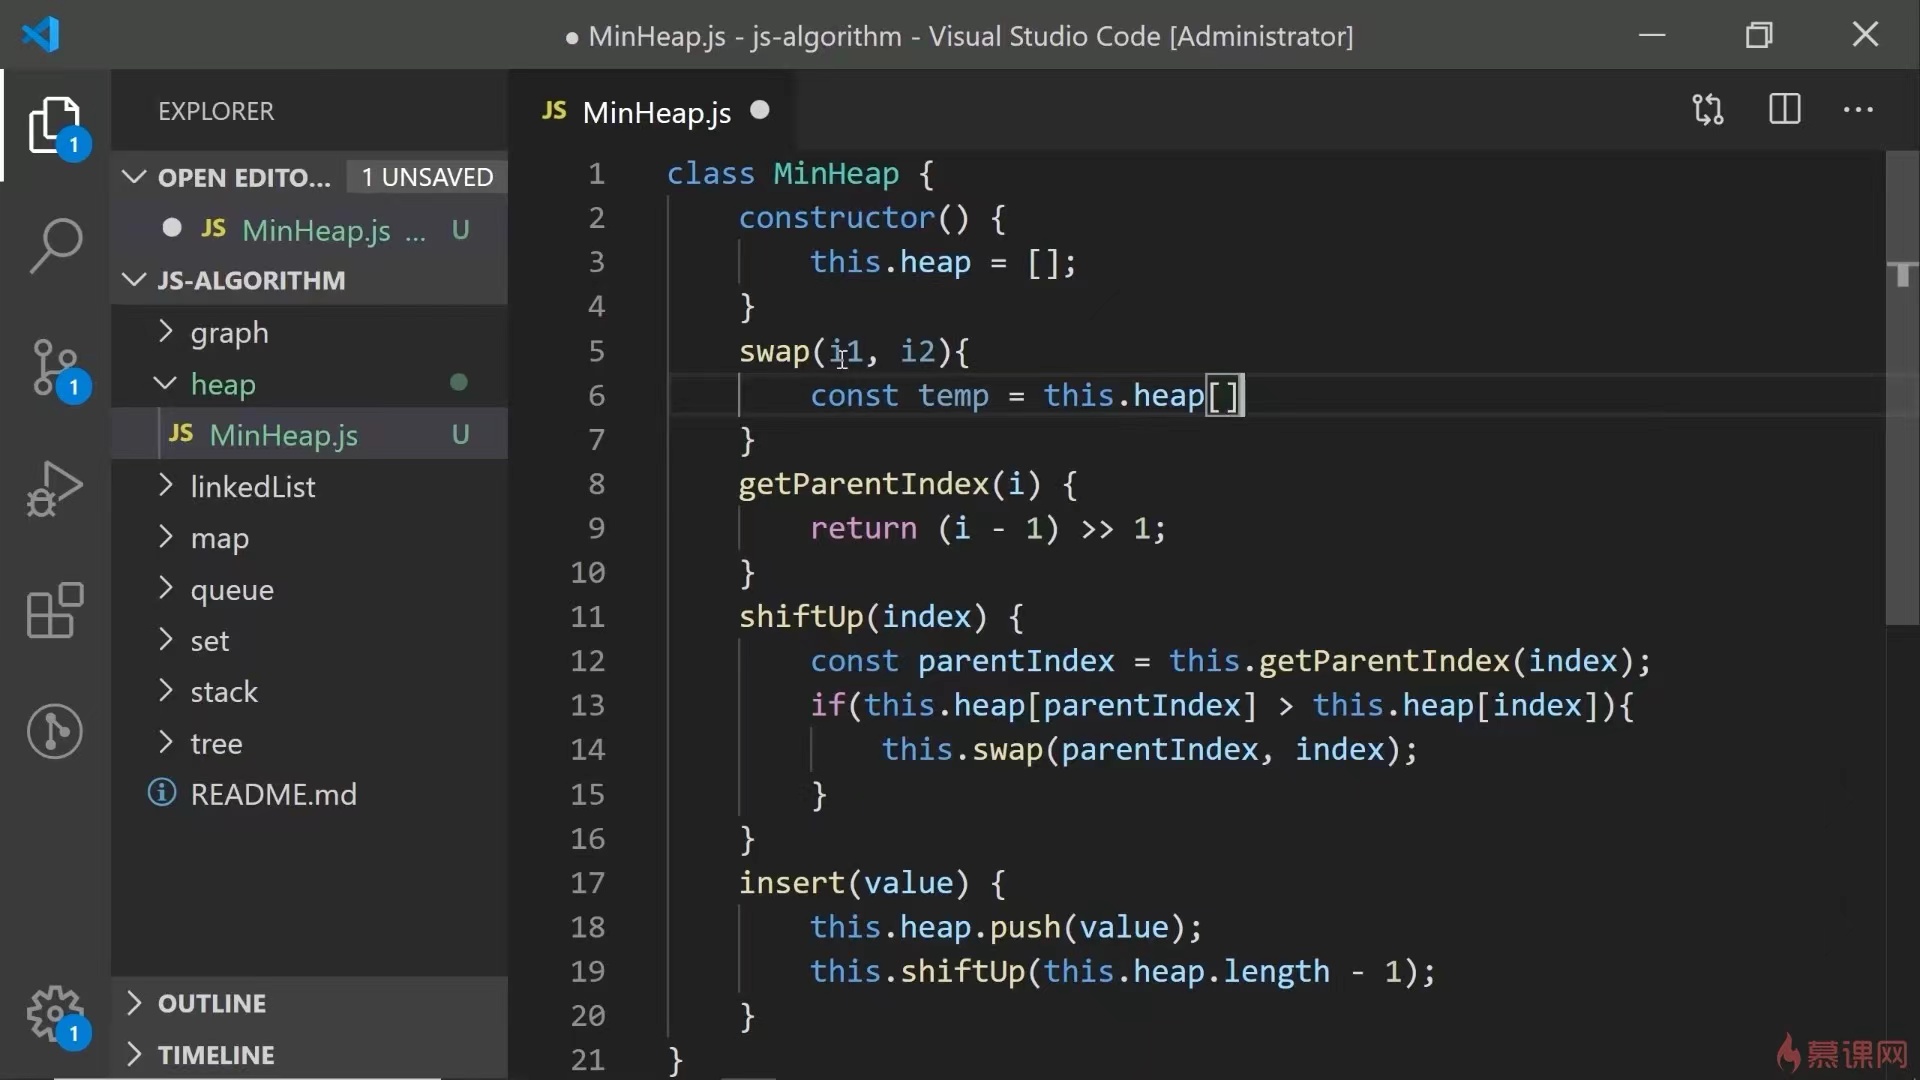 ● MinHeap.js - js-algorithm - Visual Studio Code [Administrator]
EXPLORER
OPEN EDITO... 1 UNSAVED
JS MinHeap.js ... U
JS-ALGORITHM
graph
heap
JS MinHeap.js U
linkedList
map
queue
set
stack
tree
README.md
OUTLINE
TIMELINE
1
1
1
JS MinHeap.js
1 class MinHeap {
2     constructor() {
3         this.heap = [];
4     }
5     swap(i1, i2){
6         const temp = this.heap[]
7     }
8     getParentIndex(i) {
9         return (i - 1) >> 1;
10     }
11     shiftUp(index) {
12         const parentIndex = this.getParentIndex(index);
13         if(this.heap[parentIndex] > this.heap[index]){
14             this.swap(parentIndex, index);
15         }
16     }
17     insert(value) {
18         this.heap.push(value);
19         this.shiftUp(this.heap.length - 1);
20     }
21 }
慕课网